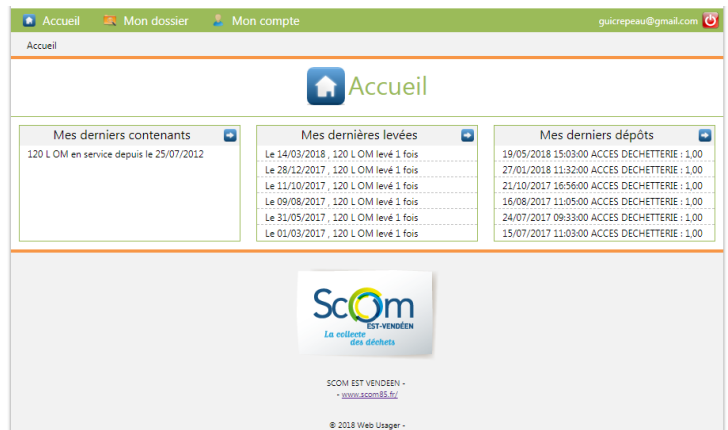 Accueil Mon dossier Mon compte guicrepeau@gmail.com
Accueil
Accueil
Mes derniers contenants
120 L OM en service depuis le 25/07/2012
Mes dernières levées
Le 14/03/2018 , 120 L OM levé 1 fois
Le 28/12/2017 , 120 L OM levé 1 fois
Le 11/10/2017 , 120 L OM levé 1 fois
Le 09/08/2017 , 120 L OM levé 1 fois
Le 31/05/2017 , 120 L OM levé 1 fois
Le 01/03/2017 , 120 L OM levé 1 fois
Mes derniers dépôts
19/05/2018 15:03:00 ACCES DECHETTERIE : 1,00
27/01/2018 11:32:00 ACCES DECHETTERIE : 1,00
21/10/2017 16:56:00 ACCES DECHETTERIE : 1,00
16/08/2017 11:05:00 ACCES DECHETTERIE : 1,00
24/07/2017 09:33:00 ACCES DECHETTERIE : 1,00
15/07/2017 11:03:00 ACCES DECHETTERIE : 1,00
Scom
EST-VENDÉEN
La collecte
des déchets
SCOM EST VENDEEN -
- www.scom85.fr/
© 2018 Web Usager -